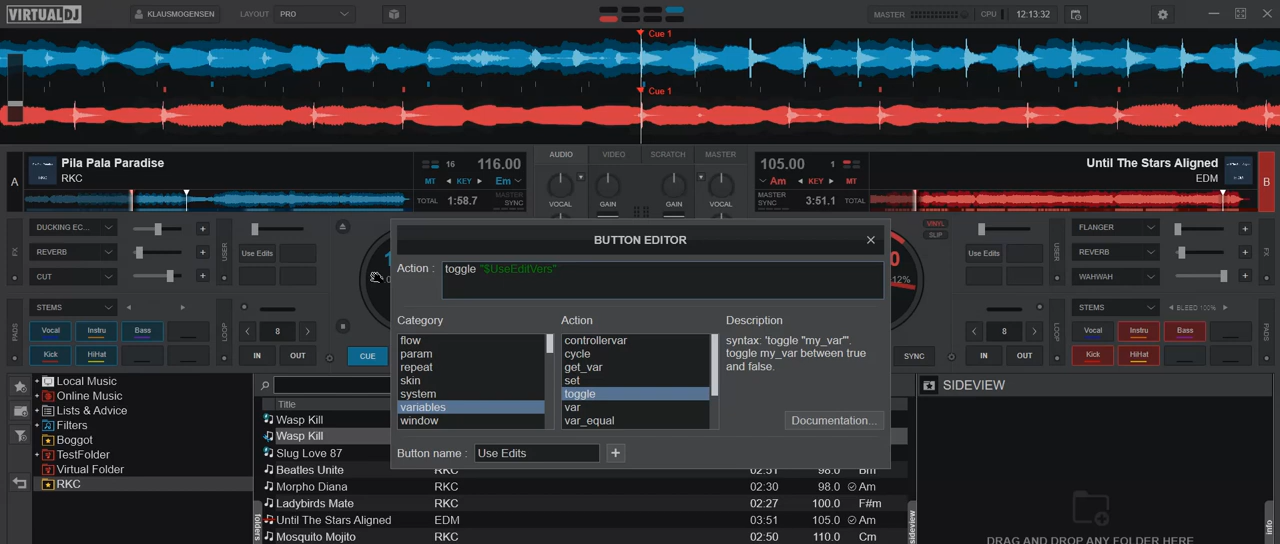 VIRTUALDJ
KLAUSMOGENSEN
LAYOUT PRO
MASTER
CPU
12:13:32
Cue 1
Cue 1
A
Pila Pala Paradise
RKC
16
116.00
MT KEY Em
TOTAL 1:58.7
MASTER SYNC
AUDIO VIDEO SCRATCH MASTER
VOCAL GAIN GAIN VOCAL
105.00
1
Am KEY MT
MASTER SYNC
TOTAL 3:51.1
Until The Stars Aligned
EDM
B
FX
DUCKING EC...
REVERB
CUT
USER
Use Edits
PADS
STEMS
Vocal Instru Bass
Kick HiHat
LOOP
8
IN OUT
CUE
BUTTON EDITOR
Action : toggle "$UseEditVers"
Category
flow
param
repeat
skin
system
variables
window
Action
controllervar
cycle
get_var
set
toggle
var
var_equal
Description
syntax: 'toggle "my_var"'.
toggle my_var between true
and false.
Documentation...
Button name : Use Edits +
VINYL
SLIP
0
12%
SYNC
USER
Use Edits
FLANGER
REVERB
WAHWAH
FX
LOOP
8
IN OUT
STEMS
BLEED 100%
Vocal Instru Bass
Kick HiHat
PADS
Local Music
Online Music
Lists & Advice
Filters
Boggot
TestFolder
Virtual Folder
RKC
folders
Title
Wasp Kill
Wasp Kill
Slug Love 87
Beatles Unite RKC 02:51 98.0 Bm
Morpho Diana RKC 02:30 98.0 Am
Ladybirds Mate RKC 02:27 100.0 F#m
Until The Stars Aligned EDM 03:51 105.0 Am
Mosquito Mojito RKC 02:50 110.0 Cm
sideview
SIDEVIEW
DRAG AND DROP ANY FOLDER HERE
info